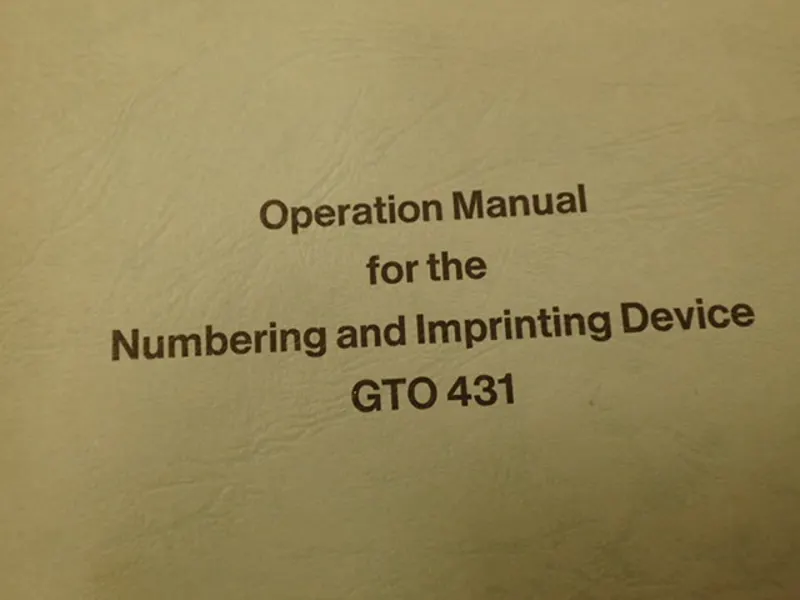 Operation Manual
for the
Numbering and Imprinting Device
GTO 431